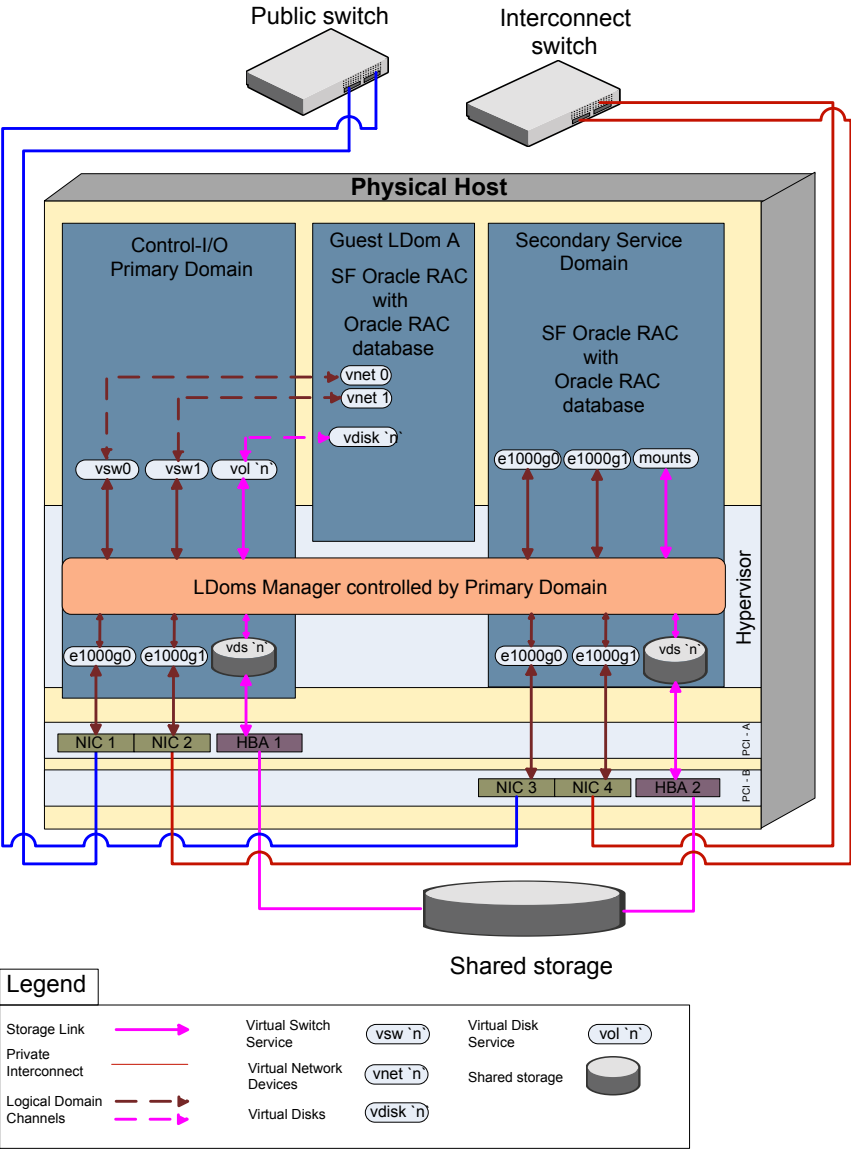 Public switch
Interconnect
switch
Physical Host
Control-I/O
Primary Domain
Guest LDom A
SF Oracle RAC
with
Oracle RAC
database
Secondary Service
Domain
SF Oracle RAC
with
Oracle RAC
database
vnet 0
vnet 1
vdisk `n`
vsw0
vsw1
vol `n`
e1000g0
e1000g1
mounts
LDoms Manager controlled by Primary Domain
Hypervisor
e1000g0
e1000g1
vds `n`
e1000g0
e1000g1
vds `n`
NIC 1
NIC 2
HBA 1
PCI - A
NIC 3
NIC 4
HBA 2
PCI - B
Shared storage
Legend
Storage Link
Private
Interconnect
Logical Domain
Channels
Virtual Switch
Service
vsw `n`
Virtual Network
Devices
vnet `n`
Virtual Disks
vdisk `n`
Virtual Disk
Service
vol `n`
Shared storage